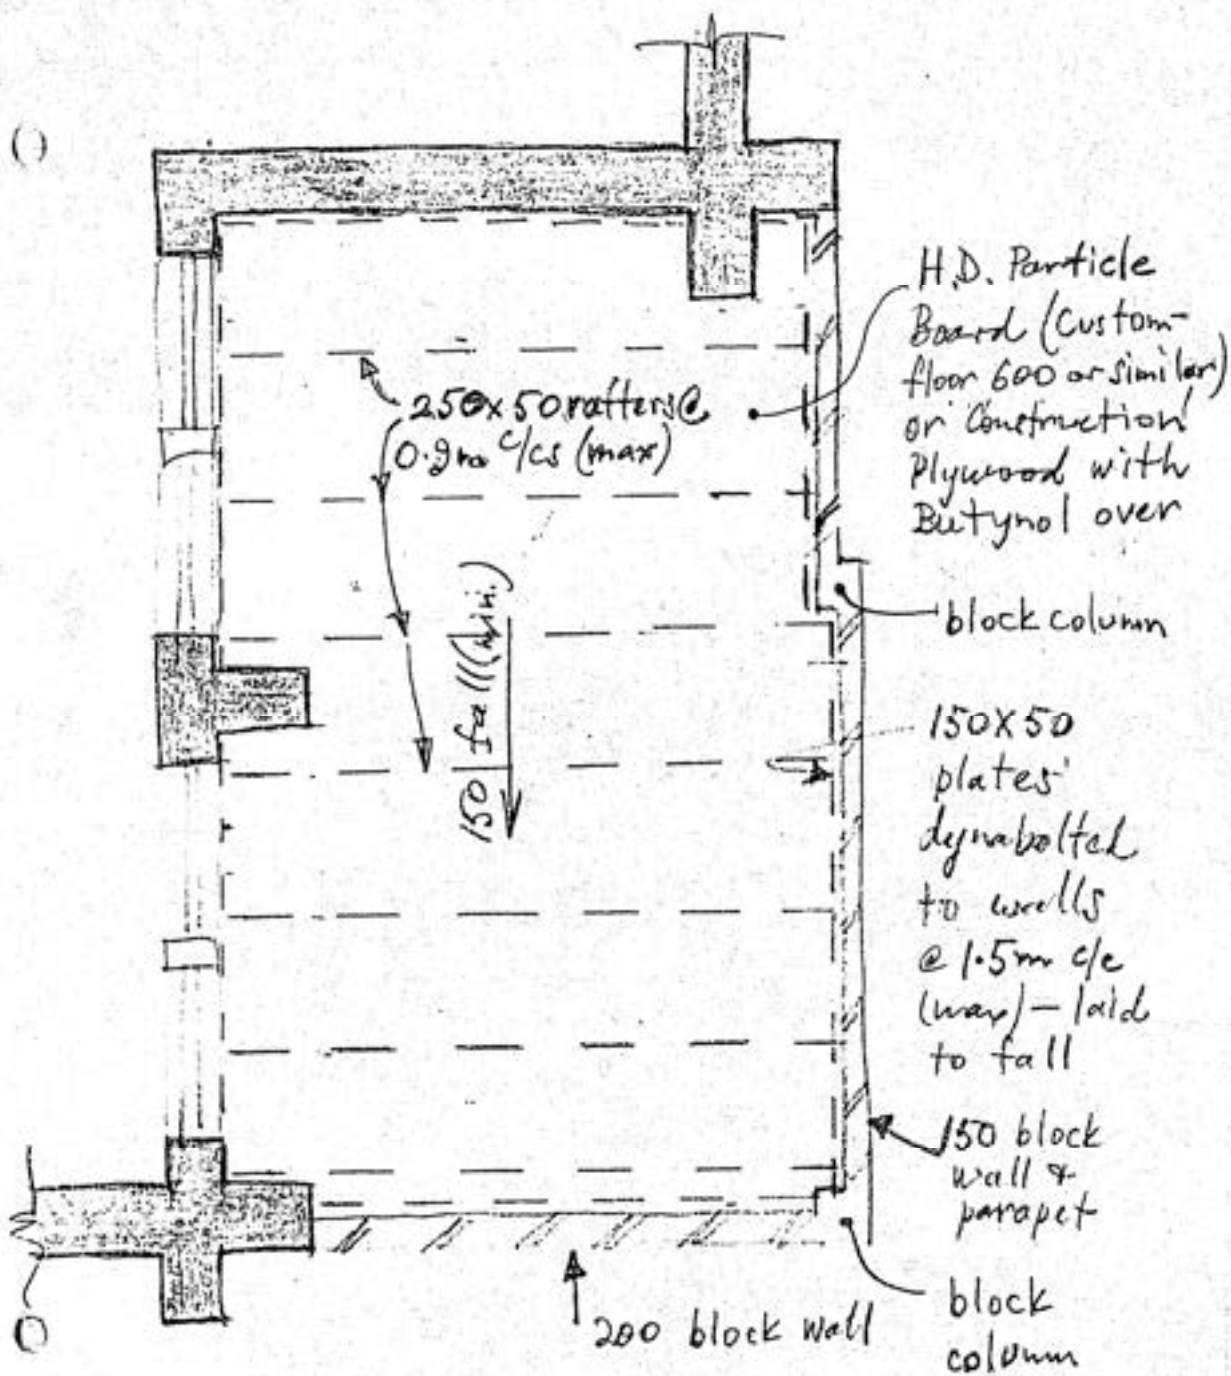 H.D. Particle
Board (Custom-
floor 600 or similar)
or Construction
Plywood with
Butynol over
250x50 rafters @
0.9m c/cs (max)
block column
150 fall (min.)
150X50
plates
dynabolted
to walls
@ 1.5m c/c
(max) - laid
to fall
150 block
wall &
parapet
200 block wall
block
column